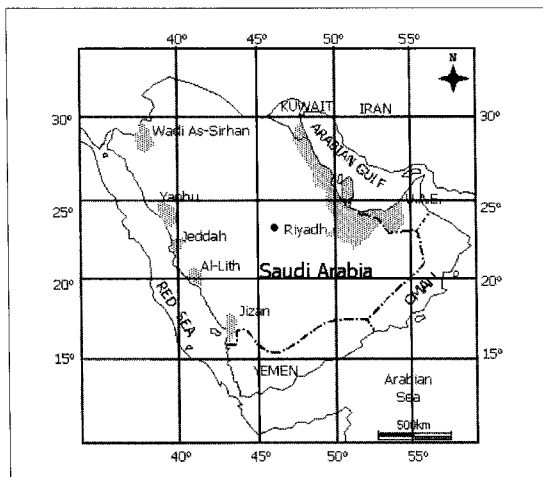 40° 45° 50° 55°
N
KUWAIT IRAN
30° 30°
Wadi As-Sirhan
ARABIAN GULF
Yanbu
U.A.E.
25° 25°
Riyadh
Jeddah
Al-Lith
Saudi Arabia
20° 20°
RED SEA
OMAN
Jizan
15° 15°
YEMEN
Arabian
Sea
500km
40° 45° 50° 55°